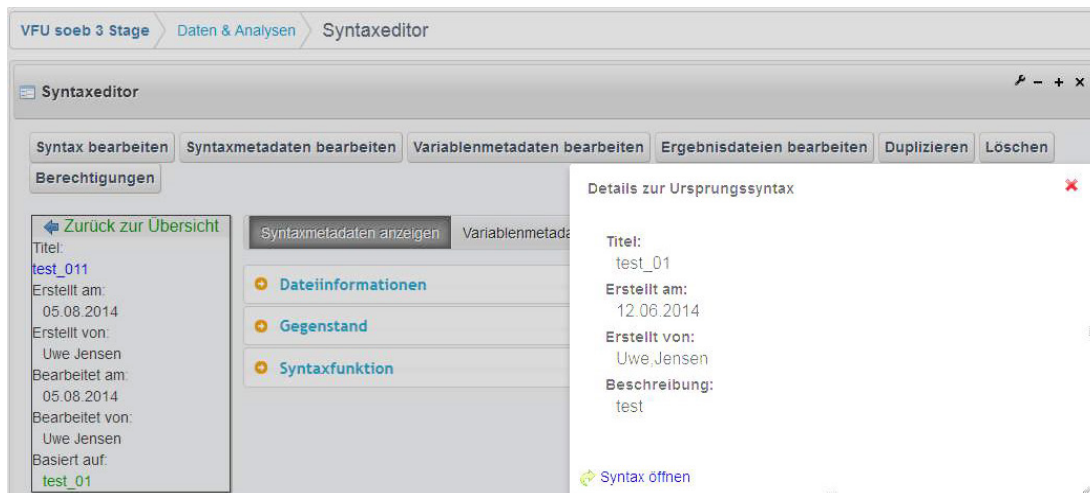 VFU soeb 3 Stage Daten & Analysen Syntaxeditor
Syntaxeditor
Syntax bearbeiten Syntaxmetadaten bearbeiten Variablenmetadaten bearbeiten Ergebnisdateien bearbeiten Duplizieren Löschen
Berechtigungen
Zurück zur Übersicht
Titel:
test_011
Erstellt am:
05.08.2014
Erstellt von:
Uwe Jensen
Bearbeitet am:
05.08.2014
Bearbeitet von:
Uwe Jensen
Basiert auf:
test_01
Syntaxmetadaten anzeigen Variablenmetada
Dateiinformationen
Gegenstand
Syntaxfunktion
Details zur Ursprungssyntax
Titel:
test_01
Erstellt am:
12.06.2014
Erstellt von:
Uwe,Jensen
Beschreibung:
test
Syntax öffnen